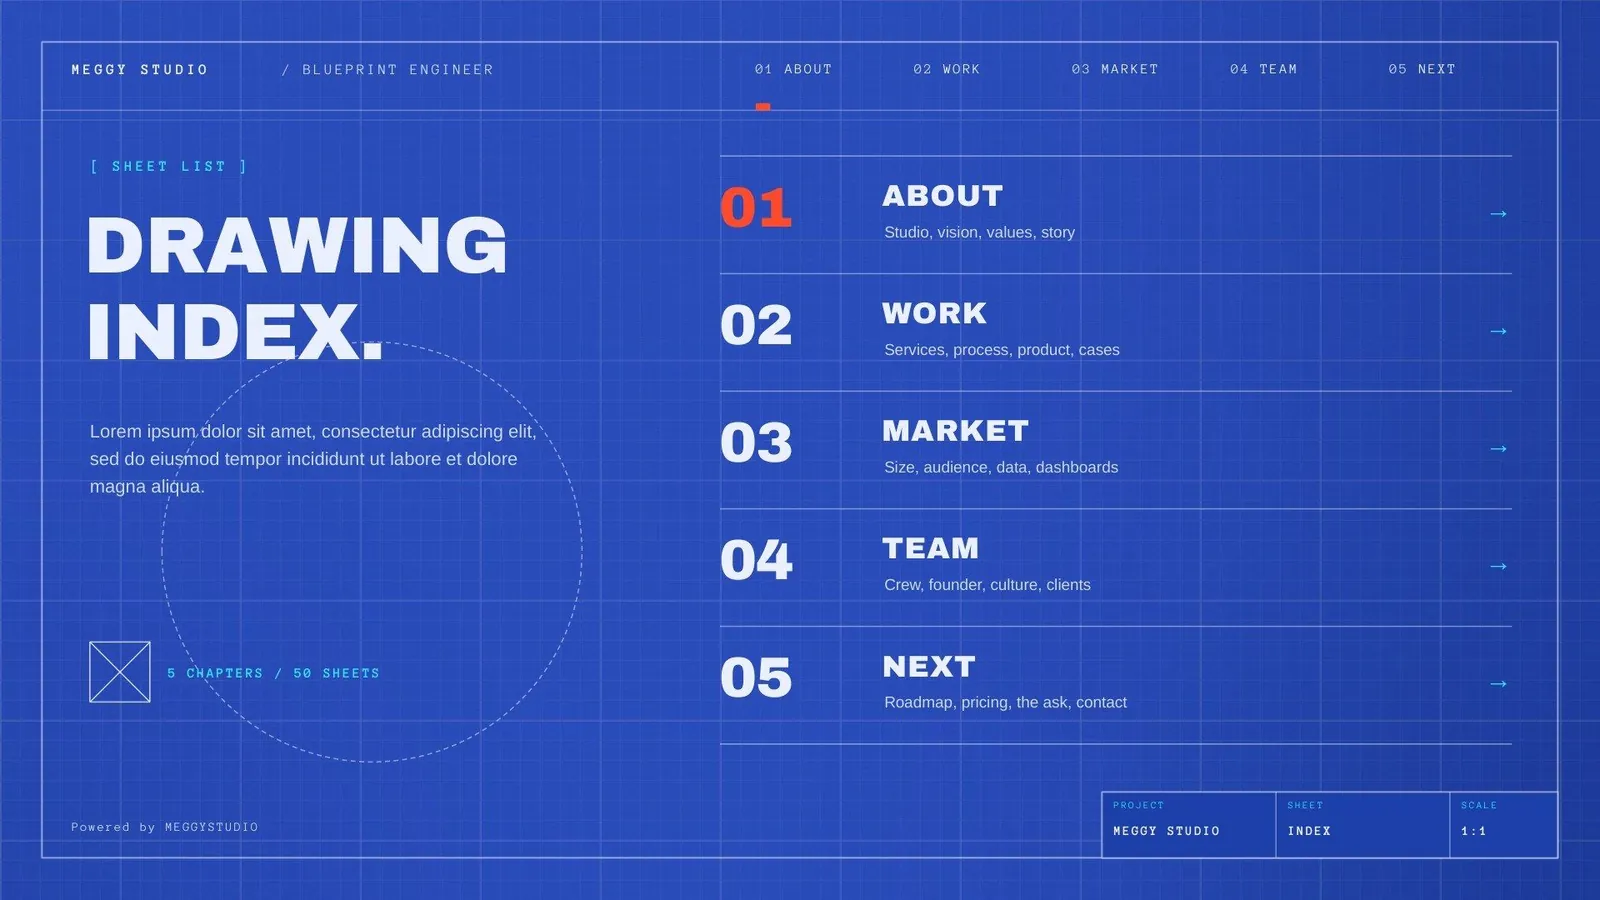 MEGGY STUDIO / BLUEPRINT ENGINEER 01 ABOUT 02 WORK 03 MARKET 04 TEAM 05 NEXT
[ SHEET LIST ]
DRAWING
INDEX.
Lorem ipsum dolor sit amet, consectetur adipiscing elit,
sed do eiusmod tempor incididunt ut labore et dolore
magna aliqua.
5 CHAPTERS / 50 SHEETS
01 ABOUT →
Studio, vision, values, story
02 WORK →
Services, process, product, cases
03 MARKET →
Size, audience, data, dashboards
04 TEAM →
Crew, founder, culture, clients
05 NEXT →
Roadmap, pricing, the ask, contact
Powered by MEGGYSTUDIO
PROJECT SHEET SCALE
MEGGY STUDIO INDEX 1:1